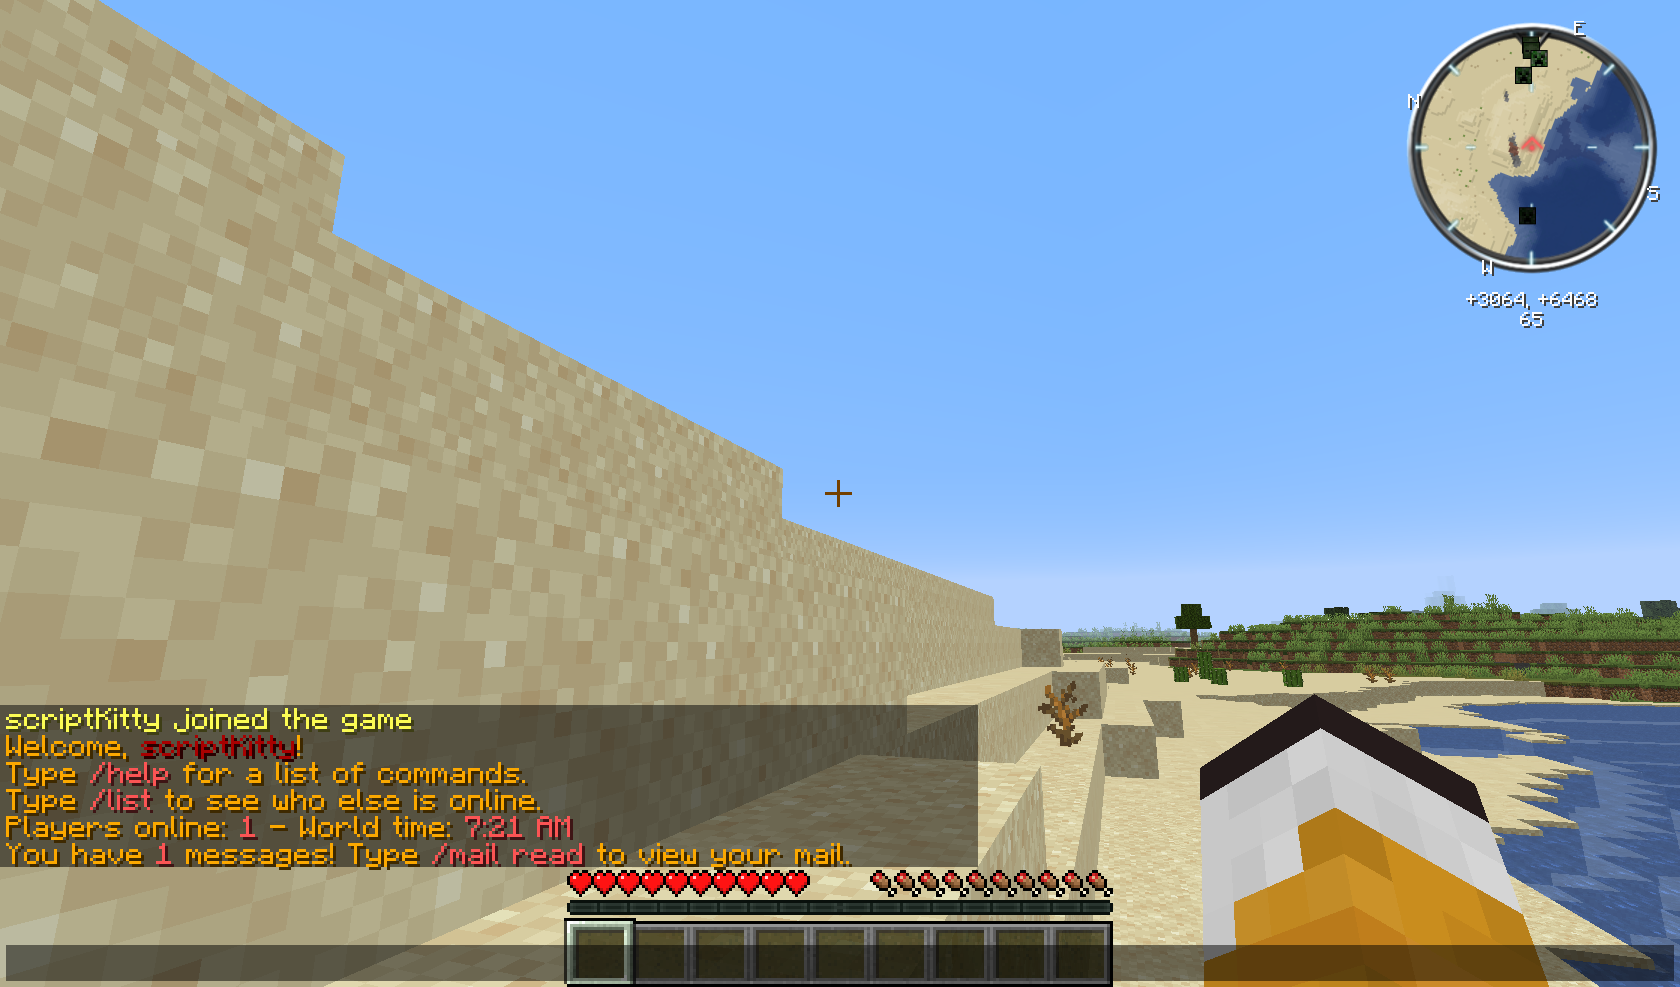 E
N
S
W
+3064, +6468
65
scriptKitty joined the game
Welcome, scriptKitty!
Type /help for a list of commands.
Type /list to see who else is online.
Players online: 1 - World time: 7:21 AM
You have 1 messages! Type /mail read to view your mail.